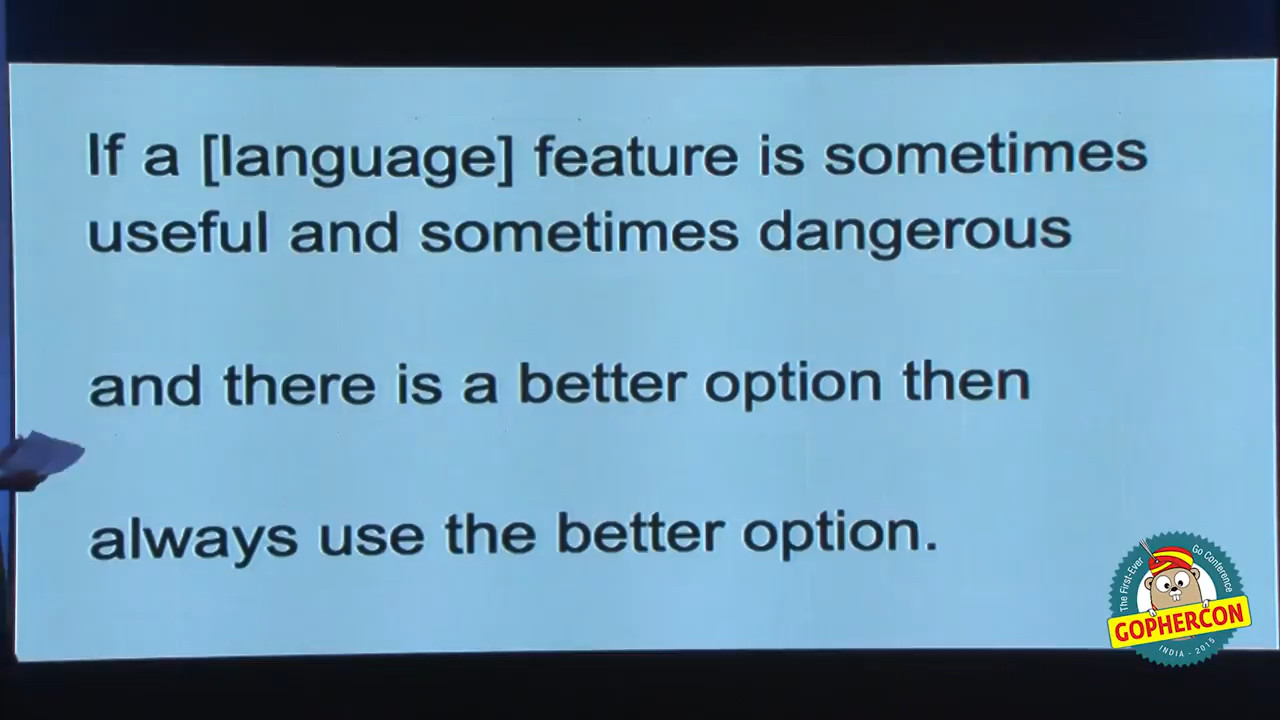 If a [language] feature is sometimes
useful and sometimes dangerous
and there is a better option then
always use the better option.
The First-Ever
Go Conference
GOPHERCON
INDIA - 2015